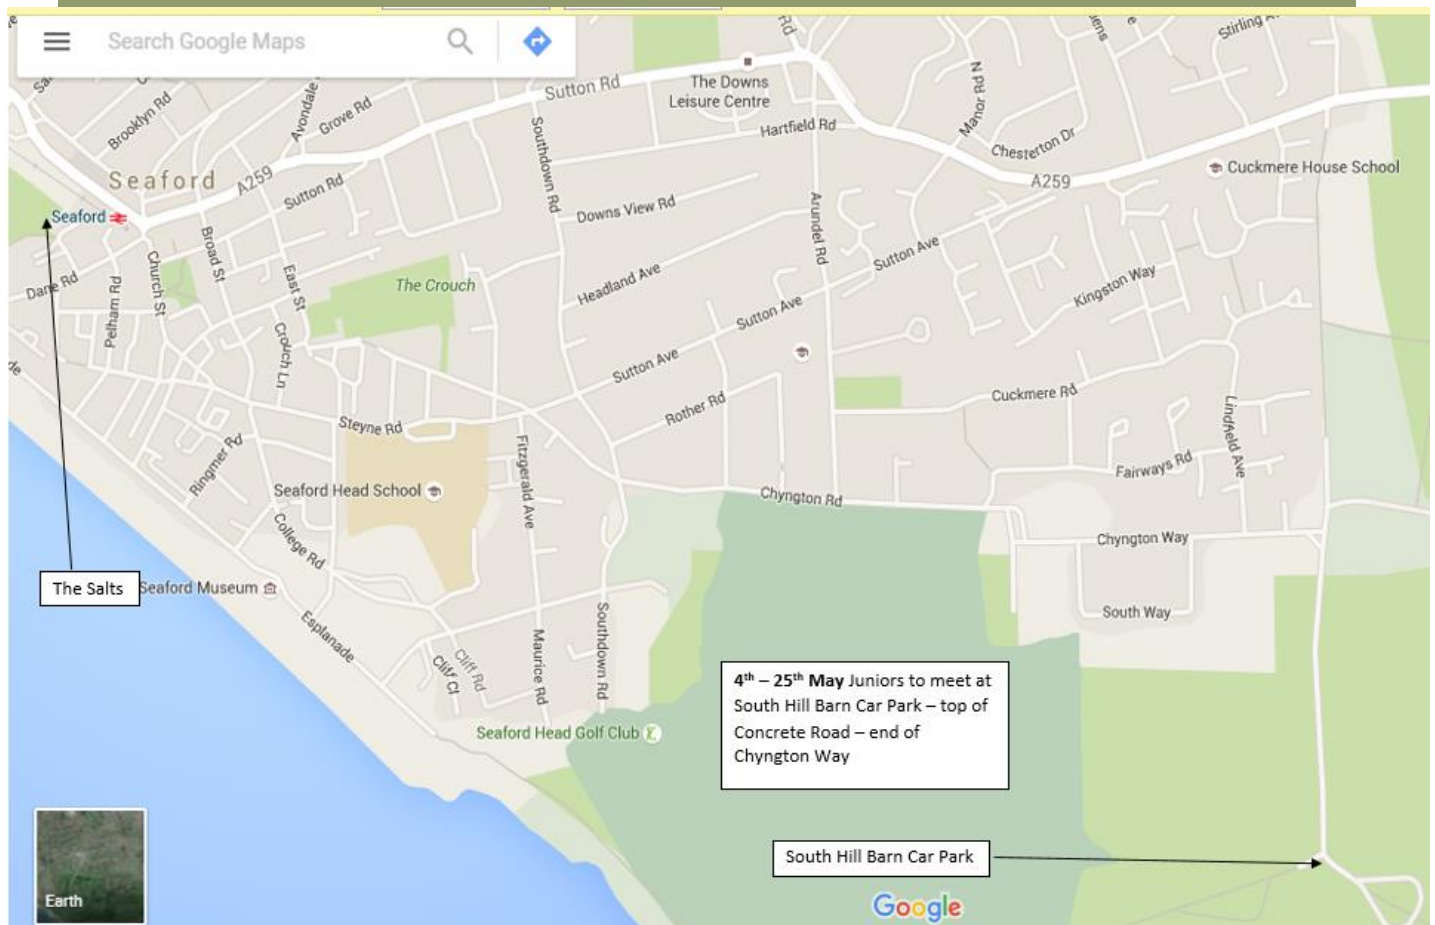 Search Google Maps
Rd
Stirling
Brooklyn Rd
Avondale
Grove Rd
Sutton Rd
The Downs
Leisure Centre
Hartfield Rd
Manor Rd N
Chesterton Dr
A259
Cuckmere House School
Seaford
A259
Sutton Rd
Southdown Rd
Downs View Rd
Arundel Rd
Sutton Ave
Seaford
Broad St
Church St
East St
Dane Rd
Pelham Rd
The Crouch
Headland Ave
Kingston Way
Sutton Ave
Crouch Ln
Sutton Ave
Rother Rd
Cuckmere Rd
Lindfield Ave
Steyne Rd
Ringmer Rd
Fitzgerald Ave
Fairways Rd
Seaford Head School
Chyngton Rd
College Rd
Chyngton Way
The Salts
Seaford Museum
Esplanade
South Way
Southdown Rd
Maurice Rd
Cliff Rd
Cliff Cl
Seaford Head Golf Club
4th – 25th May Juniors to meet at
South Hill Barn Car Park – top of
Concrete Road – end of
Chyngton Way
South Hill Barn Car Park
Earth
Google